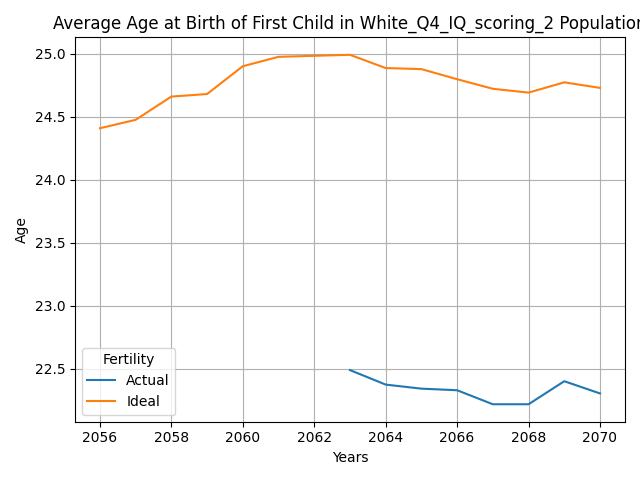 Average Age at Birth of First Child in White_Q4_IQ_scoring_2 Population
25.0
24.5
24.0
23.5
23.0
22.5
Age
Fertility
Actual
Ideal
2056 2058 2060 2062 2064 2066 2068 2070
Years